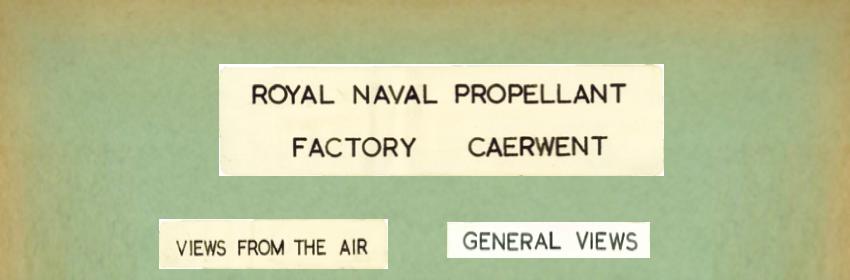 ROYAL NAVAL PROPELLANT
FACTORY CAERWENT
VIEWS FROM THE AIR
GENERAL VIEWS